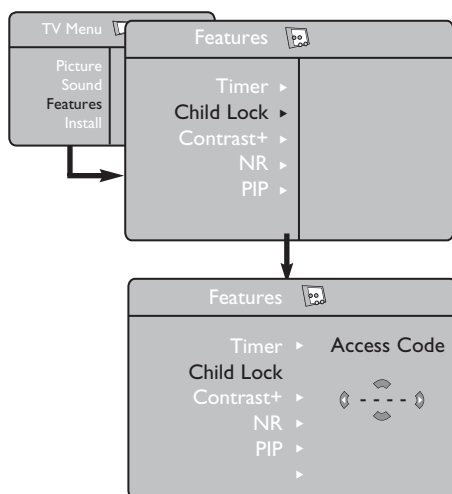 TV Menu
Picture
Sound
Features
Install
Features
Timer
Child Lock
Contrast+
NR
PIP
Features
Timer
Child Lock
Contrast+
NR
PIP
Access Code
- - - -